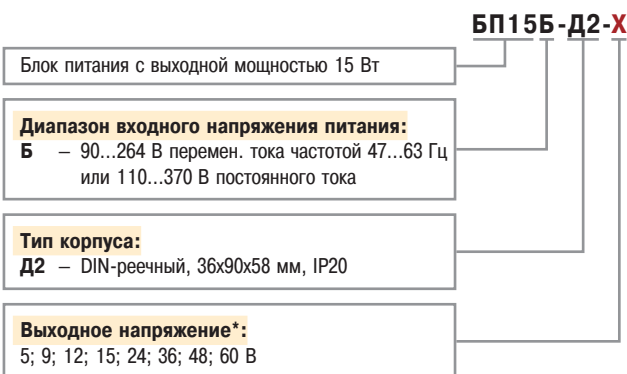 БП15Б-Д2-Х
Блок питания с выходной мощностью 15 Вт
Диапазон входного напряжения питания:
Б – 90...264 В перемен. тока частотой 47...63 Гц
или 110...370 В постоянного тока
Тип корпуса:
Д2 – DIN-реечный, 36х90х58 мм, IP20
Выходное напряжение*:
5; 9; 12; 15; 24; 36; 48; 60 В